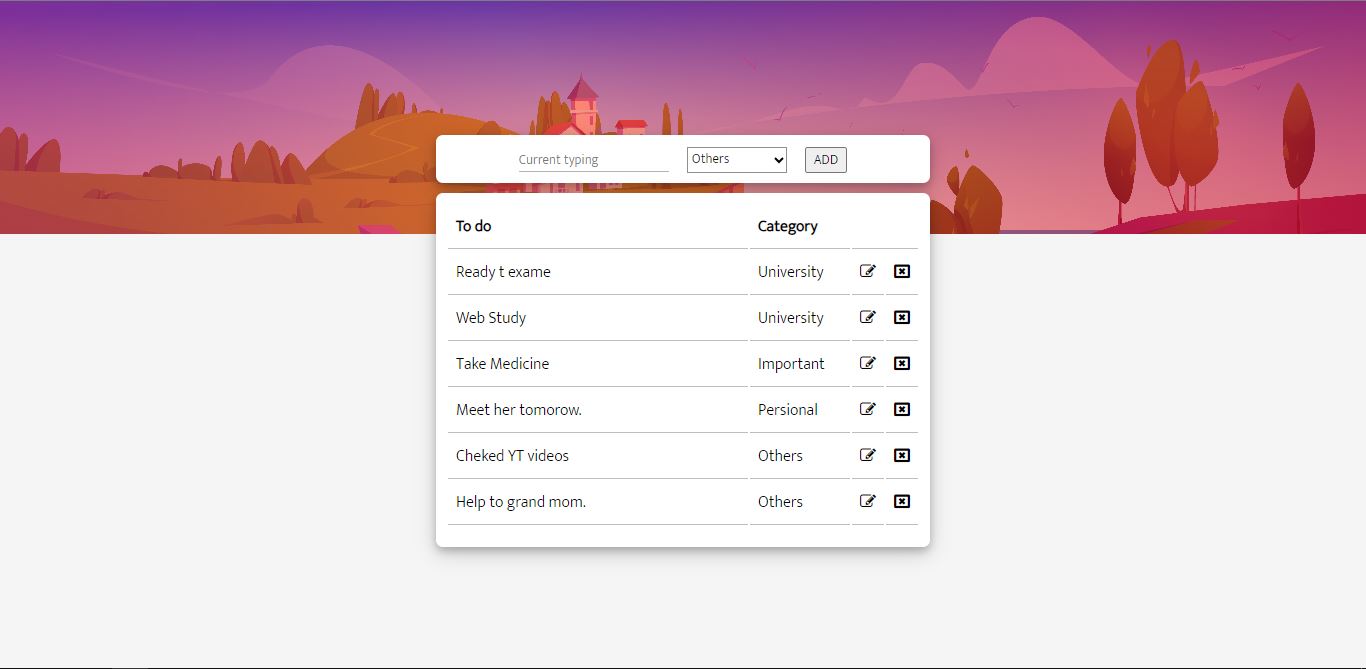 Current typing Others ADD
To do Category
Ready t exame University
Web Study University
Take Medicine Important
Meet her tomorow. Persional
Cheked YT videos Others
Help to grand mom. Others